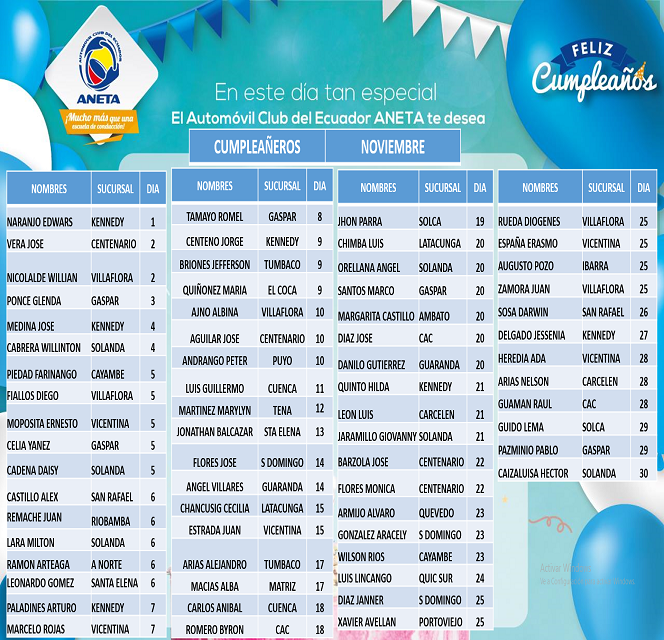 AUTOMOVIL CLUB DEL ECUADOR
ANETA
¡Mucho más que una
escuela de conducción!
FELIZ
Cumpleaños
En este día tan especial
El Automóvil Club del Ecuador ANETA te desea
CUMPLEAÑEROS NOVIEMBRE
NOMBRES SUCURSAL DIA
NARANJO EDWARS KENNEDY 1
VERA JOSE CENTENARIO 2
NICOLALDE WILLIAN VILLAFLORA 2
PONCE GLENDA GASPAR 3
MEDINA JOSE KENNEDY 4
CABRERA WILLINTON SOLANDA 4
PIEDAD FARINANGO CAYAMBE 5
FIALLOS DIEGO VILLAFLORA 5
MOPOSITA ERNESTO VICENTINA 5
CELIA YANEZ GASPAR 5
CADENA DAISY SOLANDA 5
CASTILLO ALEX SAN RAFAEL 6
REMACHE JUAN RIOBAMBA 6
LARA MILTON SOLANDA 6
RAMON ARTEAGA A NORTE 6
LEONARDO GOMEZ SANTA ELENA 6
PALADINES ARTURO KENNEDY 7
MARCELO ROJAS VICENTINA 7
NOMBRES SUCURSAL DIA
TAMAYO ROMEL GASPAR 8
CENTENO JORGE KENNEDY 9
BRIONES JEFFERSON TUMBACO 9
QUIÑONEZ MARIA EL COCA 9
AJNO ALBINA VILLAFLORA 10
AGUILAR JOSE CENTENARIO 10
ANDRANGO PETER PUYO 10
LUIS GUILLERMO CUENCA 11
MARTINEZ MARYLYN TENA 12
JONATHAN BALCAZAR STA ELENA 13
FLORES JOSE S DOMINGO 14
ANGEL VILLARES GUARANDA 14
CHANCUSIG CECILIA LATACUNGA 15
ESTRADA JUAN VICENTINA 15
ARIAS ALEJANDRO TUMBACO 17
MACIAS ALBA MATRIZ 17
CARLOS ANIBAL CUENCA 18
ROMERO BYRON CAC 18
NOMBRES SUCURSAL DIA
JHON PARRA SOLCA 19
CHIMBA LUIS LATACUNGA 20
ORELLANA ANGEL SOLANDA 20
SANTOS MARCO GASPAR 20
MARGARITA CASTILLO AMBATO 20
DIAZ JOSE CAC 20
DANILO GUTIERREZ GUARANDA 20
QUINTO HILDA KENNEDY 21
LEON LUIS CARCELEN 21
JARAMILLO GIOVANNY SOLANDA 21
BARZOLA JOSE CENTENARIO 22
FLORES MONICA CENTENARIO 22
ARMIJO ALVARO QUEVEDO 23
GONZALEZ ARACELY S DOMINGO 23
WILSON RIOS CAYAMBE 23
LUIS LINCANGO QUIC SUR 24
DIAZ JANNER S DOMINGO 25
XAVIER AVELLAN PORTOVIEJO 25
NOMBRES SUCURSAL DIA
RUEDA DIOGENES VILLAFLORA 25
ESPAÑA ERASMO VICENTINA 25
AUGUSTO POZO IBARRA 25
ZAMORA JUAN VILLAFLORA 25
SOSA DARWIN SAN RAFAEL 26
DELGADO JESSENIA KENNEDY 27
HEREDIA ADA VICENTINA 28
ARIAS NELSON CARCELEN 28
GUAMAN RAUL CAC 28
GUIDO LEMA SOLCA 29
PAZMINIO PABLO GASPAR 29
CAIZALUISA HECTOR SOLANDA 30
Activar